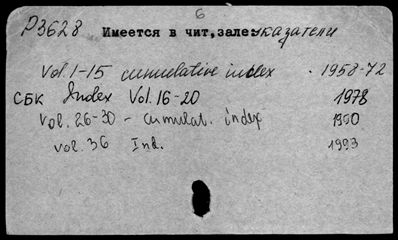 6
P3628 Имеется в чит,зале указатели
Vol. 1-15 cumulative index · 1958-72
СБК Index Vol. 16-20 1978
Vol. 26-30 - cumulat. index 1990
vol. 36 Ind. 1993